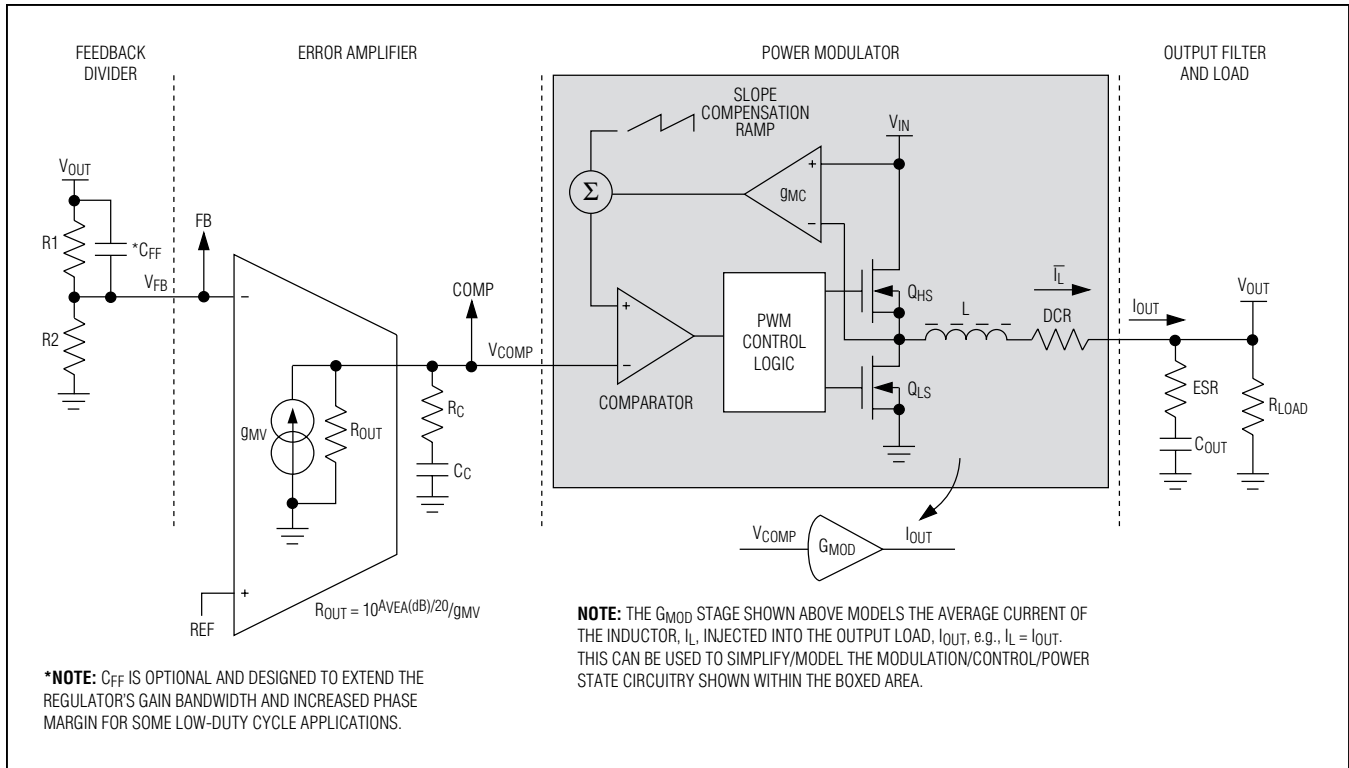 FEEDBACK
DIVIDER
ERROR AMPLIFIER
POWER MODULATOR
OUTPUT FILTER
AND LOAD
SLOPE
COMPENSATION
RAMP
VIN
VOUT
FB
Σ
gMC
+
−
R1
*CFF
VFB
R2
−
COMP
VCOMP
+
−
COMPARATOR
PWM
CONTROL
LOGIC
QHS
QLS
IL
L
DCR
IOUT
VOUT
ESR
COUT
RLOAD
gMV
ROUT
RC
CC
+
REF
ROUT = 10AVEA(dB)/20/gMV
VCOMP
GMOD
IOUT
*NOTE: CFF IS OPTIONAL AND DESIGNED TO EXTEND THE
REGULATOR'S GAIN BANDWIDTH AND INCREASED PHASE
MARGIN FOR SOME LOW-DUTY CYCLE APPLICATIONS.
NOTE: THE GMOD STAGE SHOWN ABOVE MODELS THE AVERAGE CURRENT OF
THE INDUCTOR, IL, INJECTED INTO THE OUTPUT LOAD, IOUT, e.g., IL = IOUT.
THIS CAN BE USED TO SIMPLIFY/MODEL THE MODULATION/CONTROL/POWER
STATE CIRCUITRY SHOWN WITHIN THE BOXED AREA.